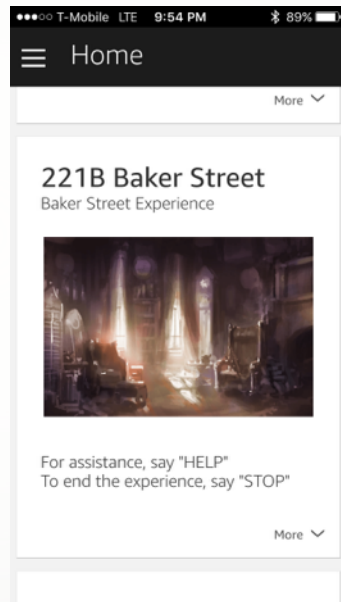 T-Mobile LTE 9:54 PM 89%
Home
More
221B Baker Street
Baker Street Experience
For assistance, say "HELP"
To end the experience, say "STOP"
More